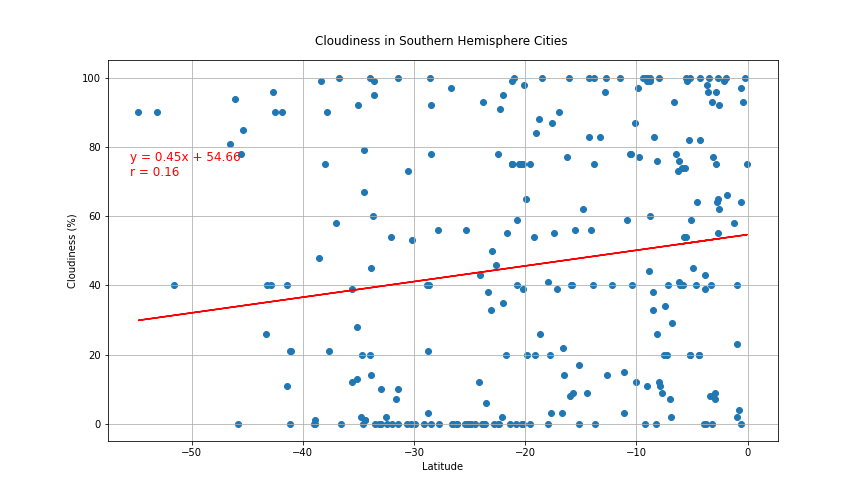 Cloudiness in Southern Hemisphere Cities
100
80
60
40
20
0
Cloudiness (%)
y = 0.45x + 54.66
r = 0.16
−50
−40
−30
−20
−10
0
Latitude